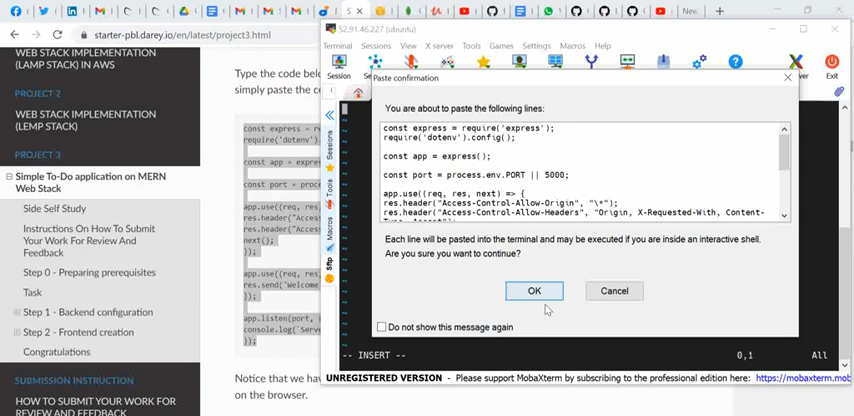 S
New
starter-pbl.darey.io/en/latest/project3.html
52.91.46.227 (ubuntu)
Terminal Sessions View X server Tools Games Settings Macros Help
Session
Exit
WEB STACK IMPLEMENTATION
(LAMP STACK) IN AWS
PROJECT 2
WEB STACK IMPLEMENTATION
(LEMP STACK)
PROJECT 3
Simple To-Do application on MERN
Web Stack
Side Self Study
Instructions On How To Submit
Your Work For Review And
Feedback
Step 0 - Preparing prerequisites
Task
Step 1 - Backend configuration
Step 2 - Frontend creation
Congratulations
SUBMISSION INSTRUCTION
HOW TO SUBMIT YOUR WORK FOR
REVIEW AND FEEDBACK
Type the code belo
simply paste the co
const express = re
require('dotenv').
const app = expres
const port = proce
app.use((req, res,
res.header("Access
res.header("Access
next();
});
app.use((req, res,
res.send('Welcome
});
app.listen(port, (
console.log(`Serve
});
Notice that we hav
on the browser.
Sessions
Tools
Macros
Sftp
Paste confirmation
You are about to paste the following lines:
const express = require('express');
require('dotenv').config();
const app = express();
const port = process.env.PORT || 5000;
app.use((req, res, next) => {
res.header("Access-Control-Allow-Origin", "\*");
res.header("Access-Control-Allow-Headers", "Origin, X-Requested-With, Content-
Each line will be pasted into the terminal and may be executed if you are inside an interactive shell.
Are you sure you want to continue?
OK Cancel
Do not show this message again
-- INSERT -- 0,1 All
UNREGISTERED VERSION - Please support MobaXterm by subscribing to the professional edition here: https://mobaxterm.mob